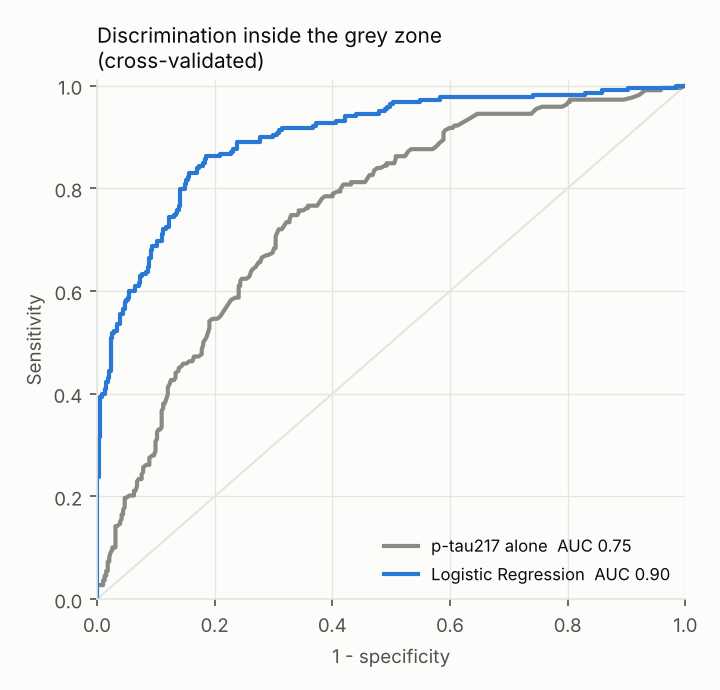 Discrimination inside the grey zone
(cross-validated)
1.0
0.8
0.6
0.4
0.2
0.0
Sensitivity
p-tau217 alone AUC 0.75
Logistic Regression AUC 0.90
0.0 0.2 0.4 0.6 0.8 1.0
1 - specificity